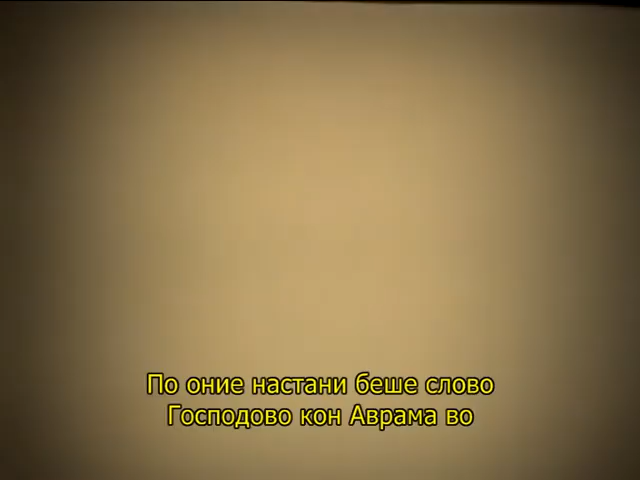 По оние настани беше слово
Господово кон Аврама во